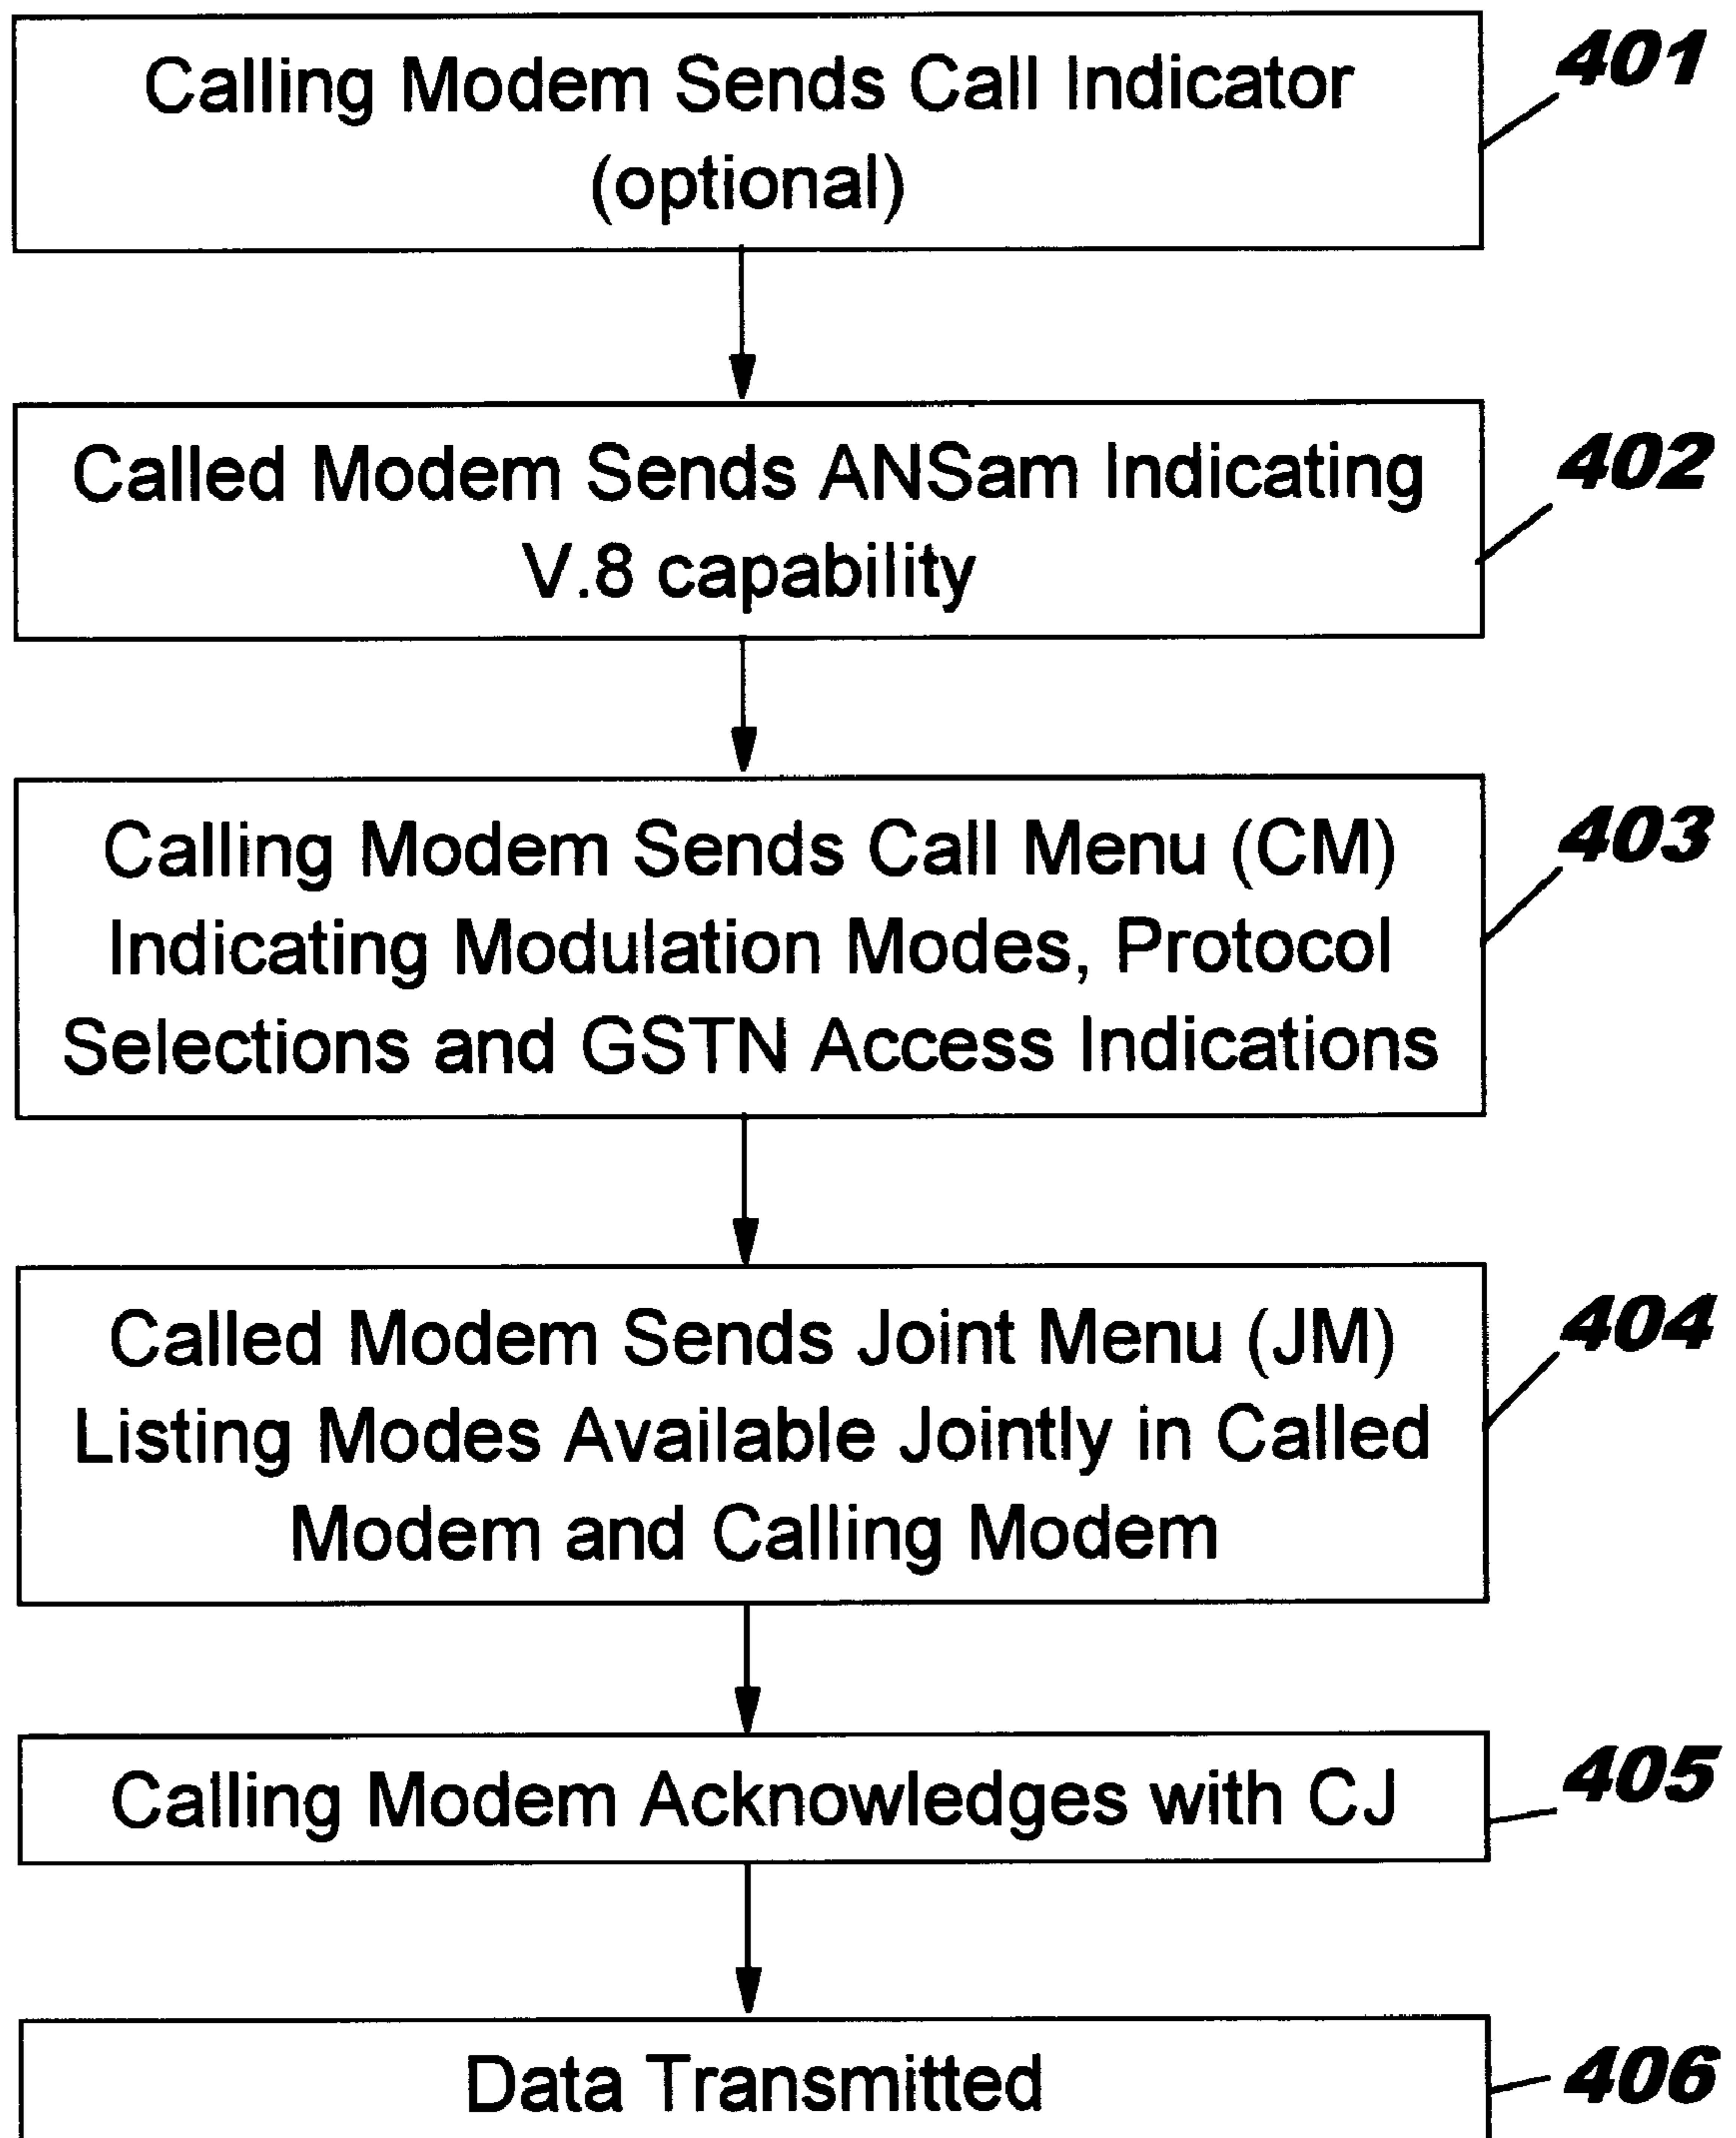 Calling Modem Sends Call Indicator
(optional)
401
Called Modem Sends ANSam Indicating
V.8 capability
402
Calling Modem Sends Call Menu (CM)
Indicating Modulation Modes, Protocol
Selections and GSTN Access Indications
403
Called Modem Sends Joint Menu (JM)
Listing Modes Available Jointly in Called
Modem and Calling Modem
404
Calling Modem Acknowledges with CJ
405
Data Transmitted
406